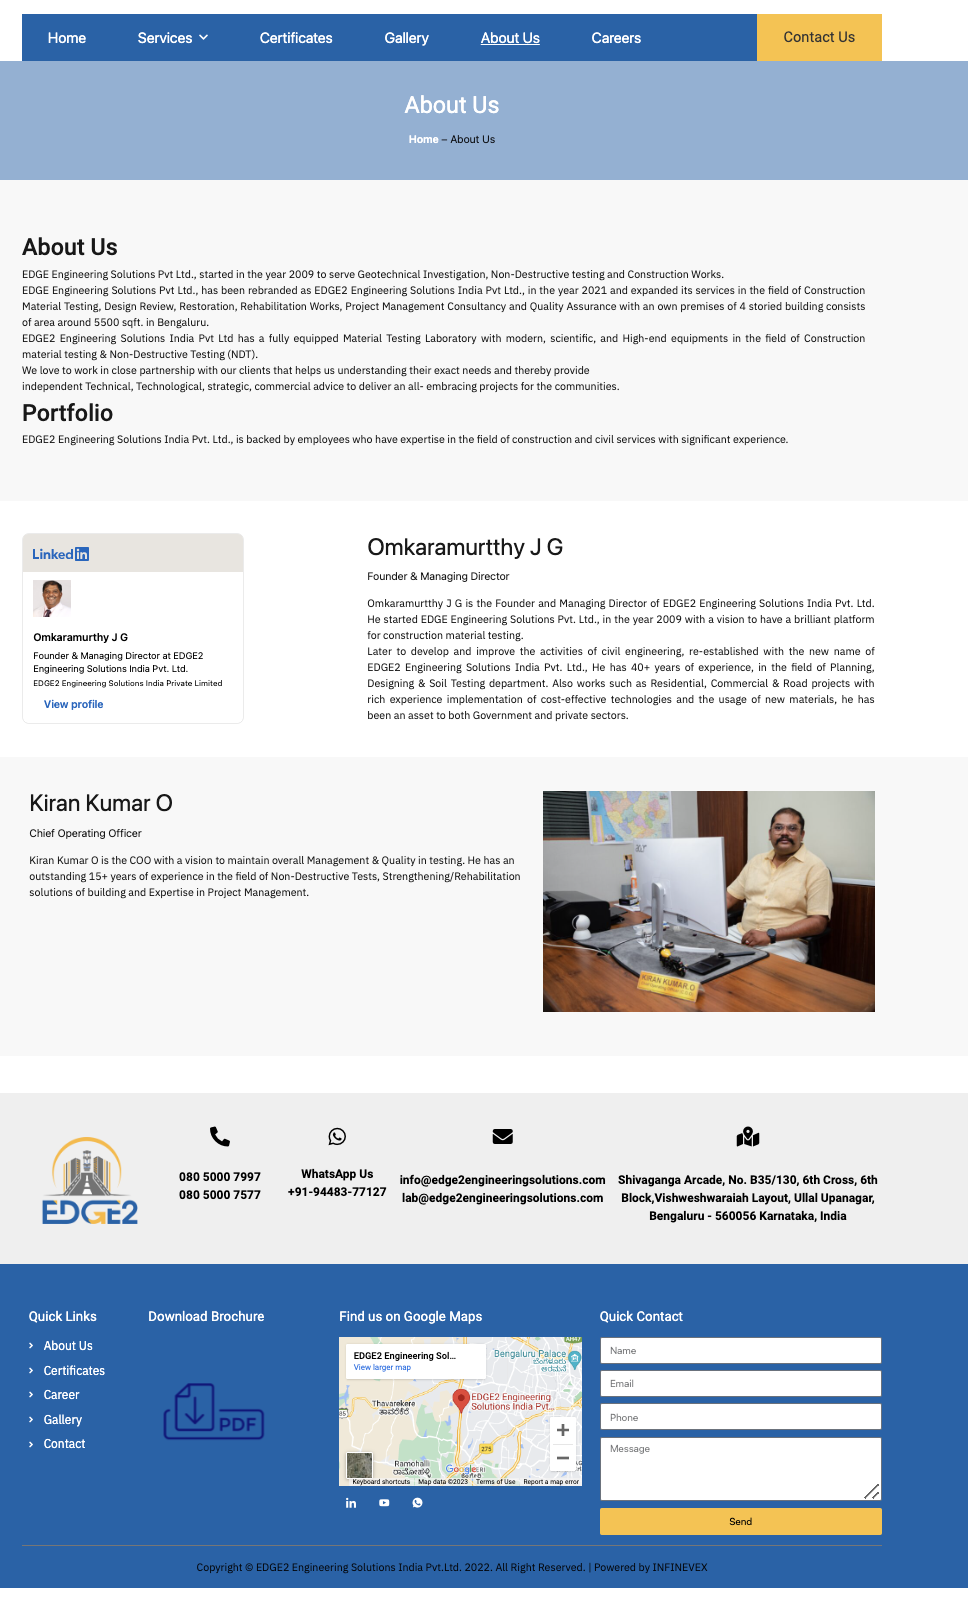 Home
Services
Certificates
Gallery
About Us
Careers
Contact Us
About Us
Home – About Us
About Us
EDGE Engineering Solutions Pvt Ltd., started in the year 2009 to serve Geotechnical Investigation, Non-Destructive testing and Construction Works.
EDGE Engineering Solutions Pvt Ltd., has been rebranded as EDGE2 Engineering Solutions India Pvt Ltd., in the year 2021 and expanded its services in the field of Construction
Material Testing, Design Review, Restoration, Rehabilitation Works, Project Management Consultancy and Quality Assurance with an own premises of 4 storied building consists
of area around 5500 sqft. in Bengaluru.
EDGE2 Engineering Solutions India Pvt Ltd has a fully equipped Material Testing Laboratory with modern, scientific, and High-end equipments in the field of Construction
material testing & Non-Destructive Testing (NDT).
We love to work in close partnership with our clients that helps us understanding their exact needs and thereby provide
independent Technical, Technological, strategic, commercial advice to deliver an all- embracing projects for the communities.
Portfolio
EDGE2 Engineering Solutions India Pvt. Ltd., is backed by employees who have expertise in the field of construction and civil services with significant experience.
Linked in
Omkaramurthy J G
Founder & Managing Director at EDGE2
Engineering Solutions India Pvt. Ltd.
EDGE2 Engineering Solutions India Private Limited
View profile
Omkaramurtthy J G
Founder & Managing Director
Omkaramurtthy J G is the Founder and Managing Director of EDGE2 Engineering Solutions India Pvt. Ltd.
He started EDGE Engineering Solutions Pvt. Ltd., in the year 2009 with a vision to have a brilliant platform
for construction material testing.
Later to develop and improve the activities of civil engineering, re-established with the new name of
EDGE2 Engineering Solutions India Pvt. Ltd., He has 40+ years of experience, in the field of Planning,
Designing & Soil Testing department. Also works such as Residential, Commercial & Road projects with
rich experience implementation of cost-effective technologies and the usage of new materials, he has
been an asset to both Government and private sectors.
Kiran Kumar O
Chief Operating Officer
Kiran Kumar O is the COO with a vision to maintain overall Management & Quality in testing. He has an
outstanding 15+ years of experience in the field of Non-Destructive Tests, Strengthening/Rehabilitation
solutions of building and Expertise in Project Management.
KIRAN KUMAR.O
EDGE2
080 5000 7997
080 5000 7577
WhatsApp Us
+91-94483-77127
info@edge2engineeringsolutions.com
lab@edge2engineeringsolutions.com
Shivaganga Arcade, No. B35/130, 6th Cross, 6th
Block,Vishweshwaraiah Layout, Ullal Upanagar,
Bengaluru - 560056 Karnataka, India
Quick Links
About Us
Certificates
Career
Gallery
Contact
Download Brochure
PDF
Find us on Google Maps
EDGE2 Engineering Sol...
View larger map
Bengaluru Palace
ಬೆಂಗಳೂರು
ಅರಮನೆ
Thavarekere
ತಾವರೆಕೆರೆ
EDGE2 Engineering
Solutions India Pvt...
85
275
Ramohalli
ರಾಮೋಹಳ್ಳಿ
Google
Keyboard shortcuts
Map data ©2023
Terms of Use
Report a map error
Quick Contact
Name
Email
Phone
Message
Send
Copyright © EDGE2 Engineering Solutions India Pvt.Ltd. 2022. All Right Reserved. | Powered by INFINEVEX